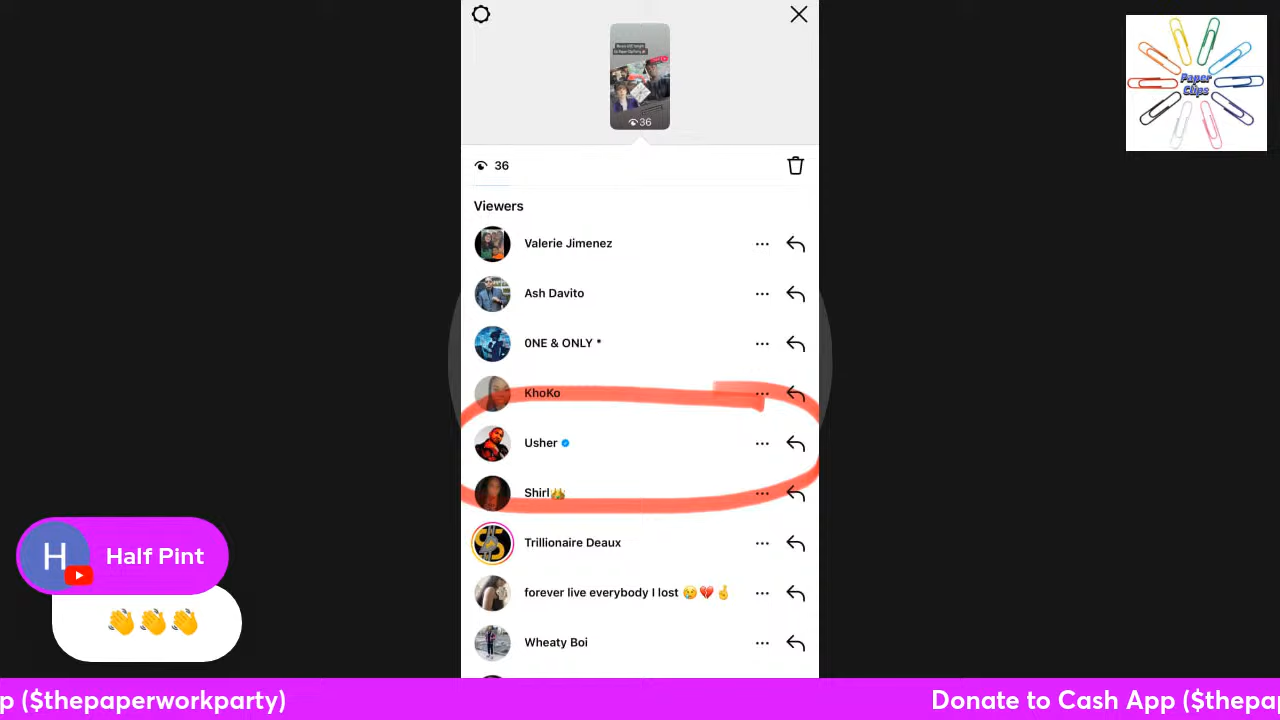 36
36
Viewers
Valerie Jimenez
Ash Davito
0NE & ONLY *
KhoKo
Usher
Shirl👑
Trillionaire Deaux
forever live everybody I lost 😢💔🤞
Wheaty Boi
Paper
Clips
H Half Pint
👏👏👏
p ($thepaperworkparty)
Donate to Cash App ($thepa